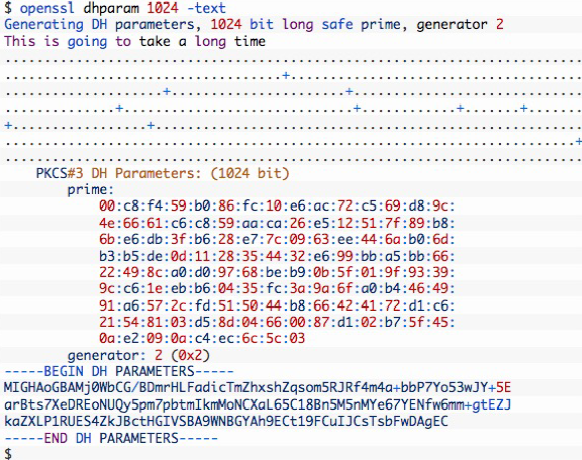 $ openssl dhparam 1024 -text
Generating DH parameters, 1024 bit long safe prime, generator 2
This is going to take a long time
.........................................................................
...................................+.....................................
....................+......................+.............................
..............+.............................+............+.......+.......
+.................+......................................................
........................................................................+
.........................................................................
PKCS#3 DH Parameters: (1024 bit)
prime:
00:c8:f4:59:b0:86:fc:10:e6:ac:72:c5:69:d8:9c:
4e:66:61:c6:c8:59:aa:ca:26:e5:12:51:7f:89:b8:
6b:e6:db:3f:b6:28:e7:7c:09:63:ee:44:6a:b0:6d:
b3:b5:de:0d:11:28:35:44:32:e6:99:bb:a5:bb:66:
22:49:8c:a0:d0:97:68:be:b9:0b:5f:01:9f:93:39:
9c:c6:1e:eb:b6:04:35:fc:3a:9a:6f:a0:b4:46:49:
91:a6:57:2c:fd:51:50:44:b8:66:42:41:72:d1:c6:
21:54:81:03:d5:8d:04:66:00:87:d1:02:b7:5f:45:
0a:e2:09:0a:c4:ec:6c:5c:03
generator: 2 (0x2)
-----BEGIN DH PARAMETERS-----
MIGHAoGBAMj0WbCG/BDmrHLFadicTmZhxshZqsom5RJRf4m4a+bbP7Yo53wJY+5E
arBts7XeDREoNUQy5pm7pbtmIkmMoNCXaL65C18Bn5M5nMYe67YENfw6mm+gtEZJ
kaZXLP1RUES4ZkJBctHGIVSBA9WNBGYAh9ECt19FCuIJCsTsbFwDAgEC
-----END DH PARAMETERS-----
$